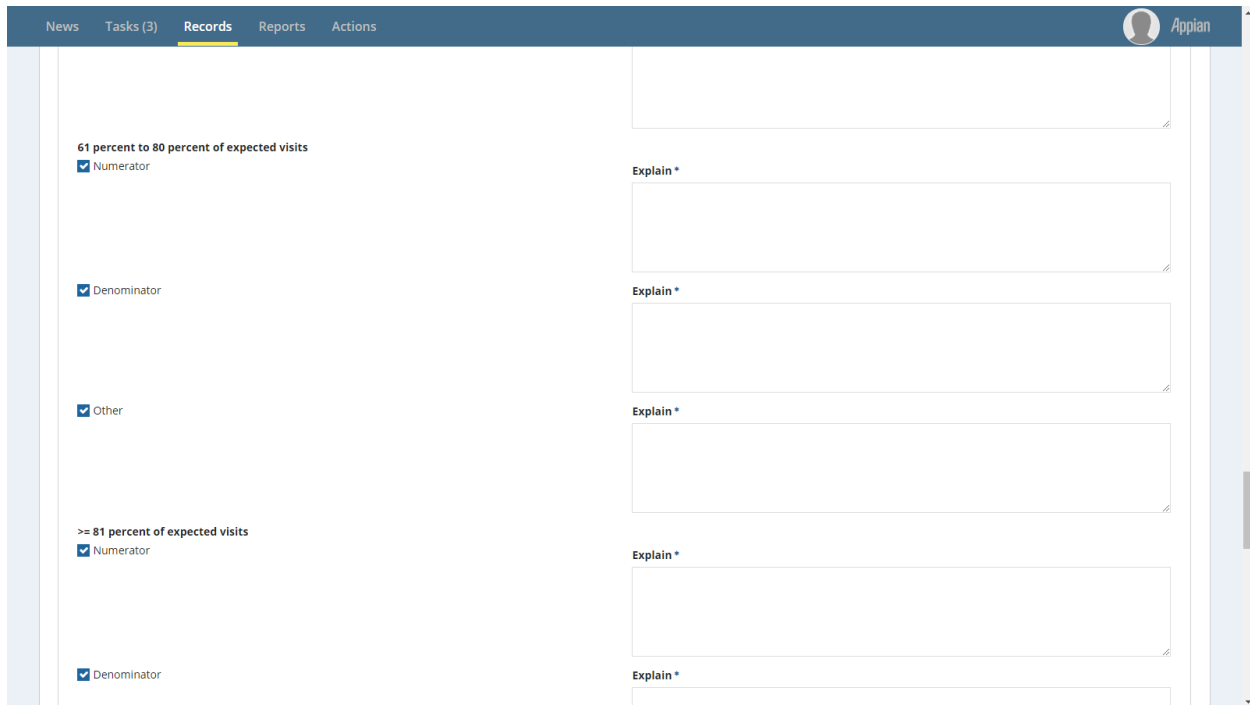 News Tasks (3) Records Reports Actions Appian
61 percent to 80 percent of expected visits
Numerator
Explain *
Denominator
Explain *
Other
Explain *
>= 81 percent of expected visits
Numerator
Explain *
Denominator
Explain *